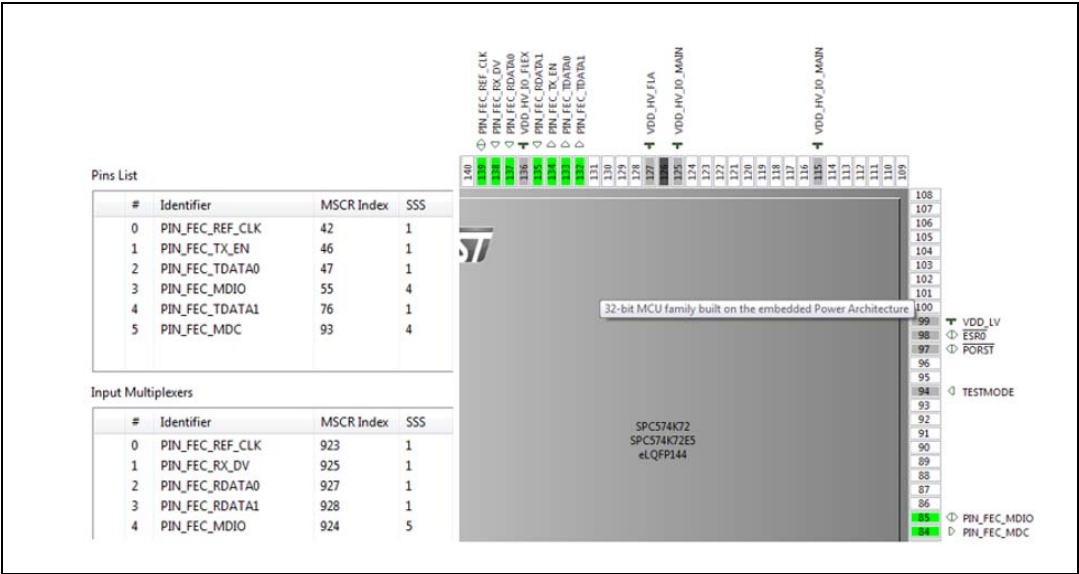 PIN_FEC_REF_CLK
PIN_FEC_RX_DV
PIN_FEC_RDATA0
VDD_HV_IO_FLEX
PIN_FEC_RDATA1
PIN_FEC_TX_EN
PIN_FEC_TDATA0
PIN_FEC_TDATA1
VDD_HV_FLA
VDD_HV_IO_MAIN
VDD_HV_IO_MAIN
140 139 138 137 136 135 134 133 132 131 130 129 128 127 126 125 124 123 122 121 120 119 118 117 116 115 114 113 112 111 110 109
Pins List
# Identifier MSCR Index SSS
0 PIN_FEC_REF_CLK 42 1
1 PIN_FEC_TX_EN 46 1
2 PIN_FEC_TDATA0 47 1
3 PIN_FEC_MDIO 55 4
4 PIN_FEC_TDATA1 76 1
5 PIN_FEC_MDC 93 4
Input Multiplexers
# Identifier MSCR Index SSS
0 PIN_FEC_REF_CLK 923 1
1 PIN_FEC_RX_DV 925 1
2 PIN_FEC_RDATA0 927 1
3 PIN_FEC_RDATA1 928 1
4 PIN_FEC_MDIO 924 5
ST
32-bit MCU family built on the embedded Power Architecture
SPC574K72
SPC574K72E5
eLQFP144
108
107
106
105
104
103
102
101
100
99 VDD_LV
98 ESR0
97 PORST
96
95
94 TESTMODE
93
92
91
90
89
88
87
86
85 PIN_FEC_MDIO
84 PIN_FEC_MDC